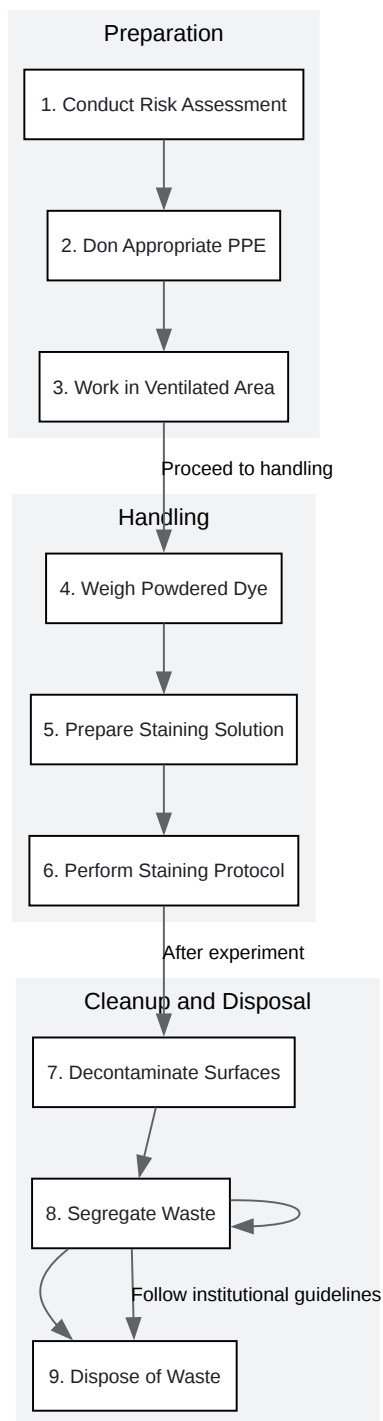 Preparation
1. Conduct Risk Assessment
2. Don Appropriate PPE
3. Work in Ventilated Area
Proceed to handling
Handling
4. Weigh Powdered Dye
5. Prepare Staining Solution
6. Perform Staining Protocol
After experiment
Cleanup and Disposal
7. Decontaminate Surfaces
8. Segregate Waste
Follow institutional guidelines
9. Dispose of Waste